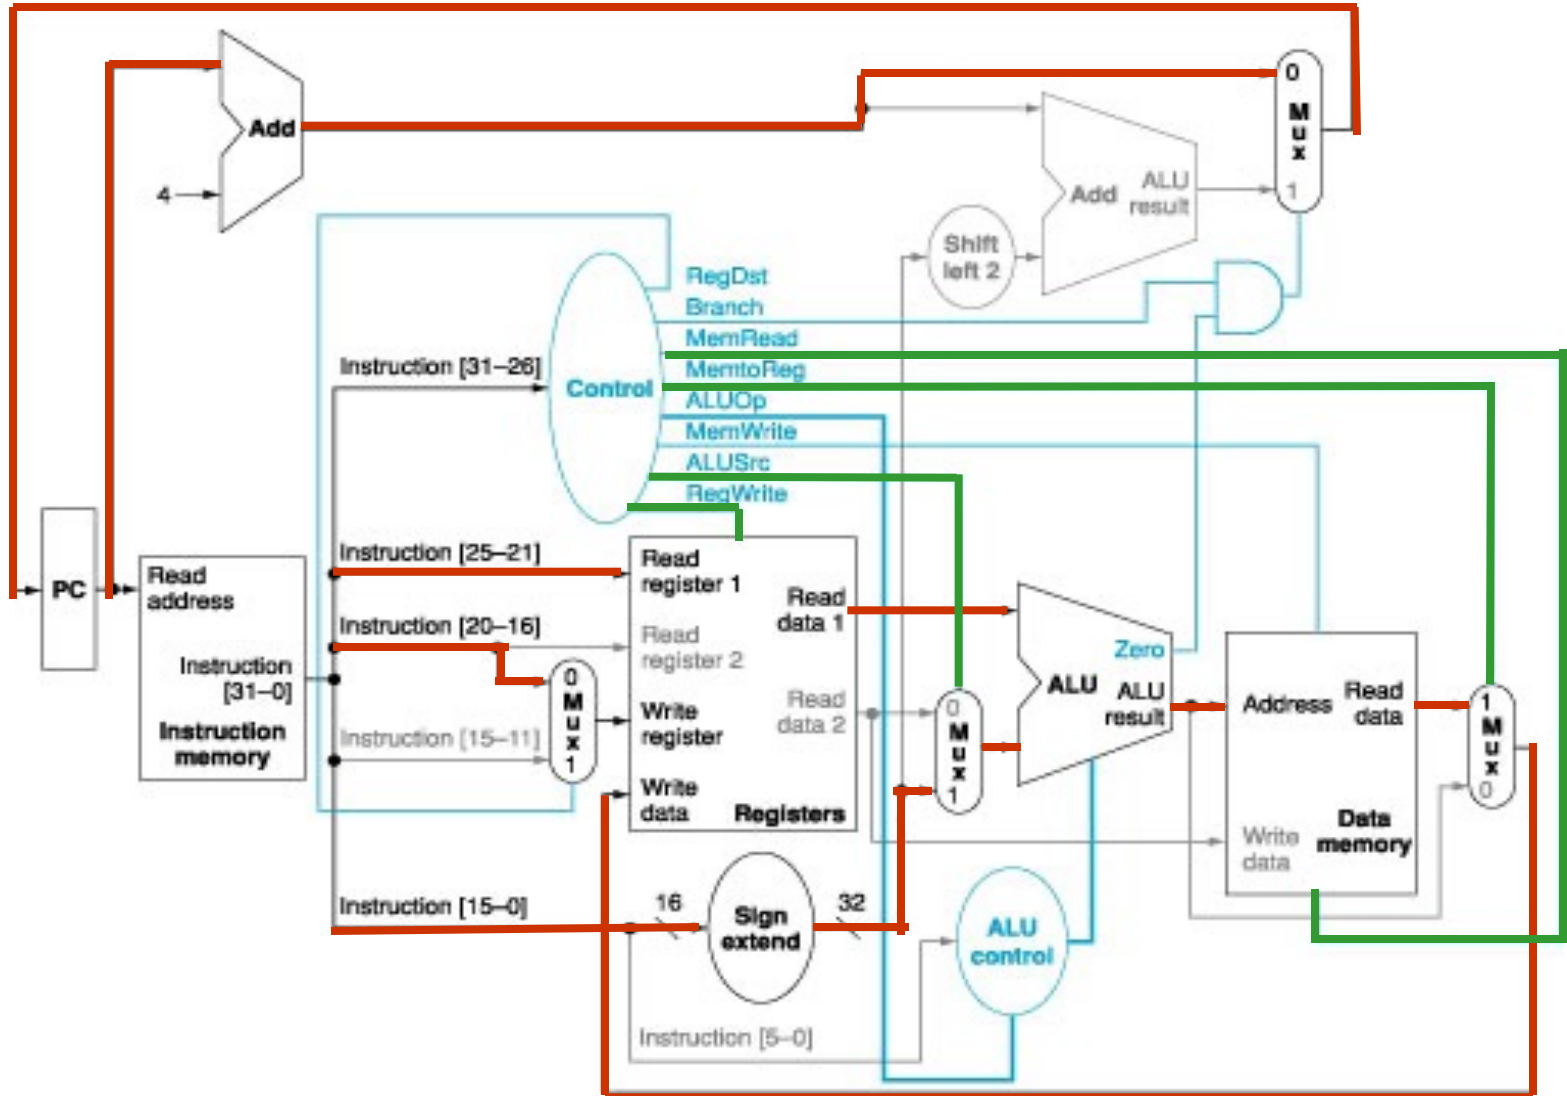 0
M
u
x
1
Add
4
Add
ALU
result
Shift
left 2
RegDst
Branch
MemRead
MemtoReg
ALUOp
MemWrite
ALUSrc
RegWrite
Control
Instruction [31–26]
Instruction [25–21]
Instruction [20–16]
Instruction [15–11]
Instruction [15–0]
Instruction [5–0]
PC
Read
address
Instruction
[31–0]
Instruction
memory
0
M
u
x
1
Read
register 1
Read
register 2
Write
register
Write
data
Read
data 1
Read
data 2
Registers
16
Sign
extend
32
0
M
u
x
1
Zero
ALU
ALU
result
ALU
control
Address
Read
data
Write
data
Data
memory
1
M
u
x
0